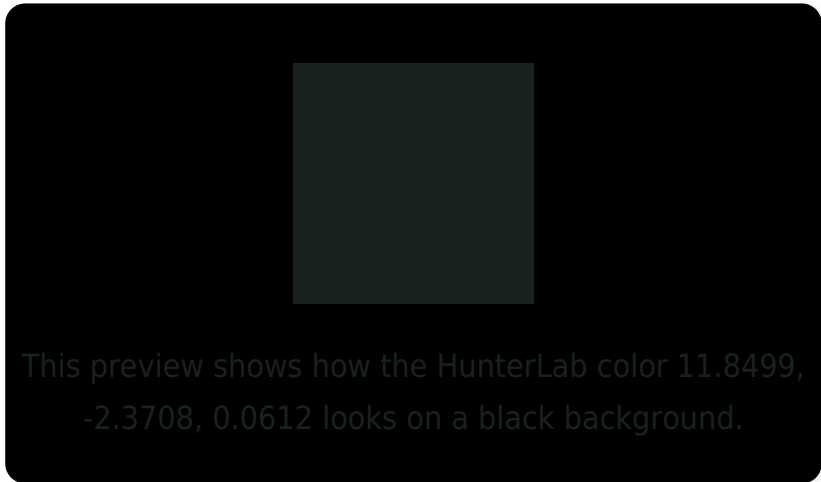 This preview shows how the HunterLab color 11.8499,
-2.3708, 0.0612 looks on a black background.